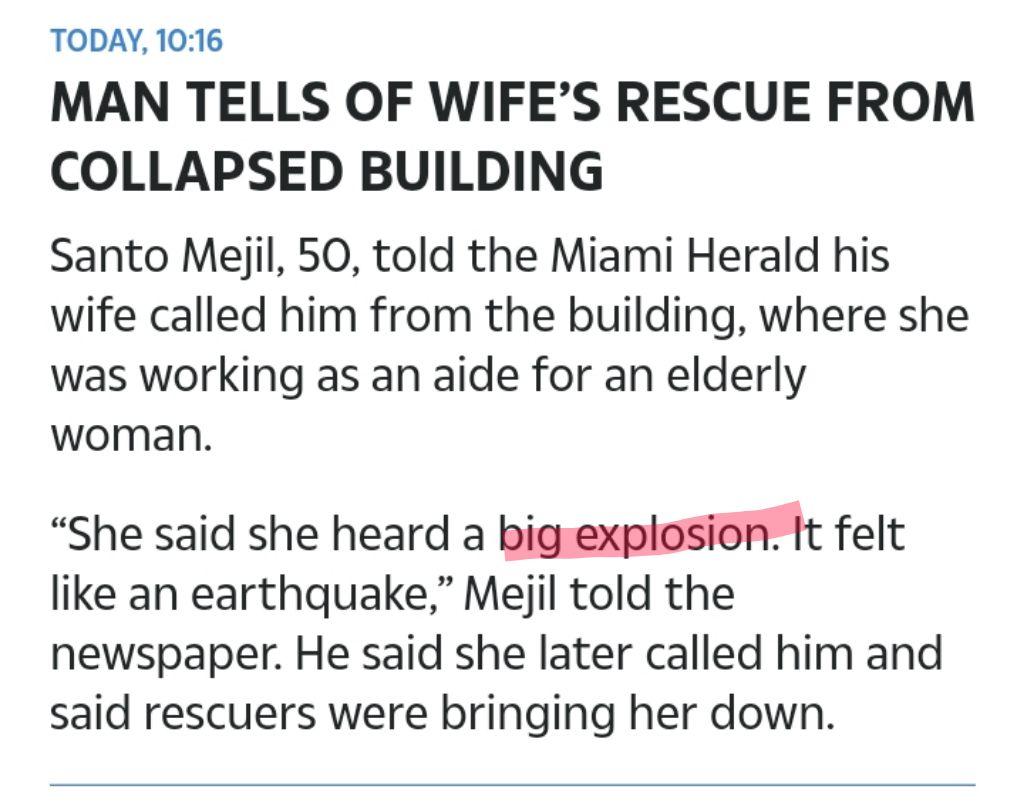 TODAY, 10:16
MAN TELLS OF WIFE’S RESCUE FROM
COLLAPSED BUILDING
Santo Mejil, 50, told the Miami Herald his
wife called him from the building, where she
was working as an aide for an elderly
woman.
“She said she heard a big explosion. It felt
like an earthquake,” Mejil told the
newspaper. He said she later called him and
said rescuers were bringing her down.